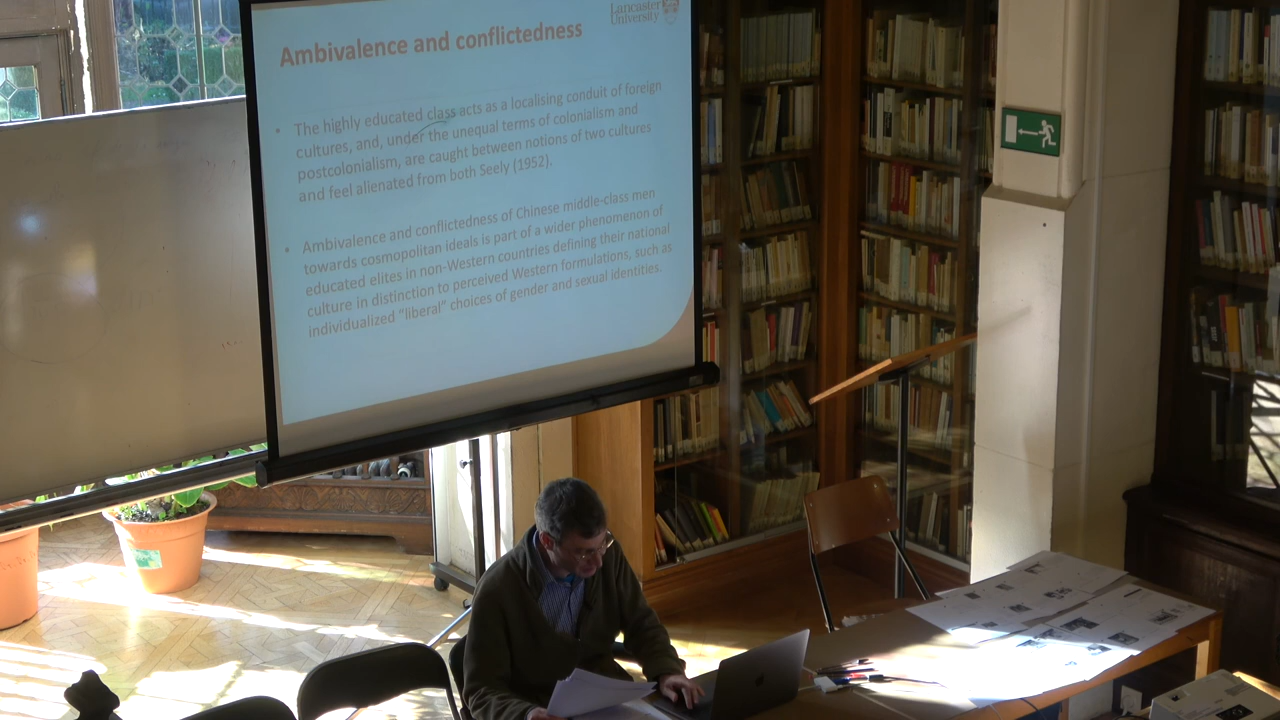 Lancaster
University
Ambivalence and conflictedness
• The highly educated class acts as a localising conduit of foreign
cultures, and, under the unequal terms of colonialism and
postcolonialism, are caught between notions of two cultures
and feel alienated from both Seely (1952).
• Ambivalence and conflictedness of Chinese middle-class men
towards cosmopolitan ideals is part of a wider phenomenon of
educated elites in non-Western countries defining their national
culture in distinction to perceived Western formulations, such as
individualized “liberal” choices of gender and sexual identities.